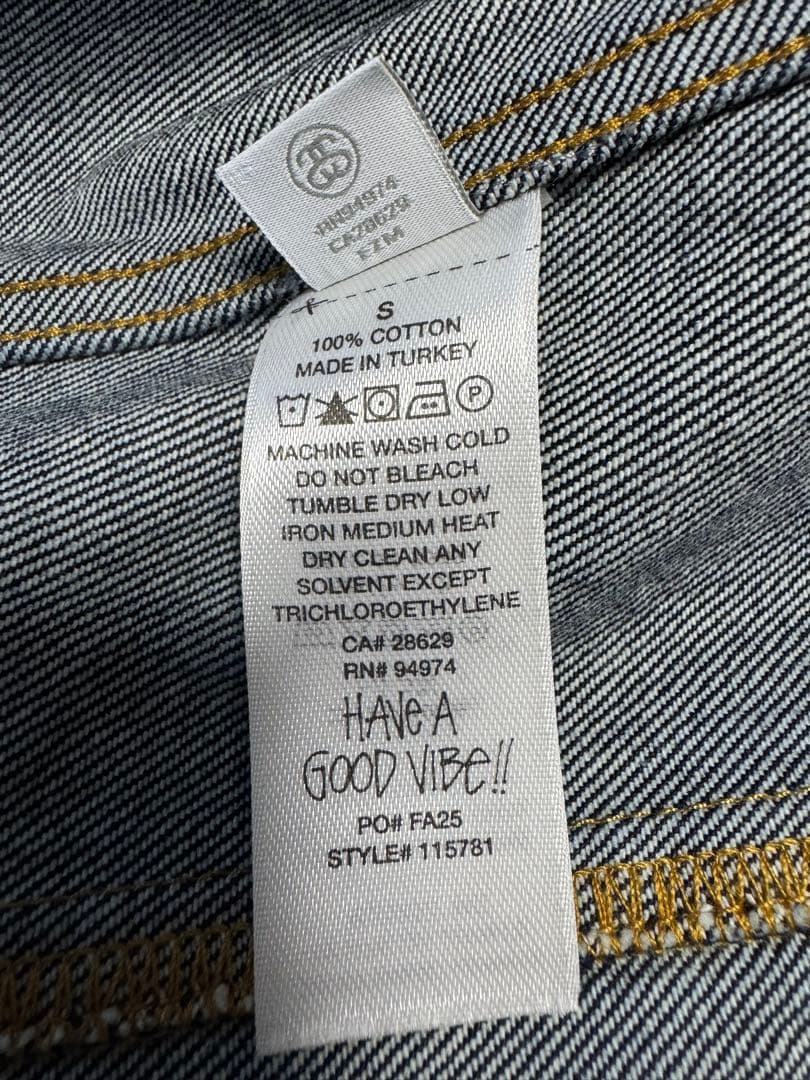 RN94974
CA28629
S
100% COTTON
MADE IN TURKEY
P
MACHINE WASH COLD
DO NOT BLEACH
TUMBLE DRY LOW
IRON MEDIUM HEAT
DRY CLEAN ANY
SOLVENT EXCEPT
TRICHLOROETHYLENE
CA# 28629
RN# 94974
HAVE A
GOOD VIBE!!
PO# FA25
STYLE# 115781